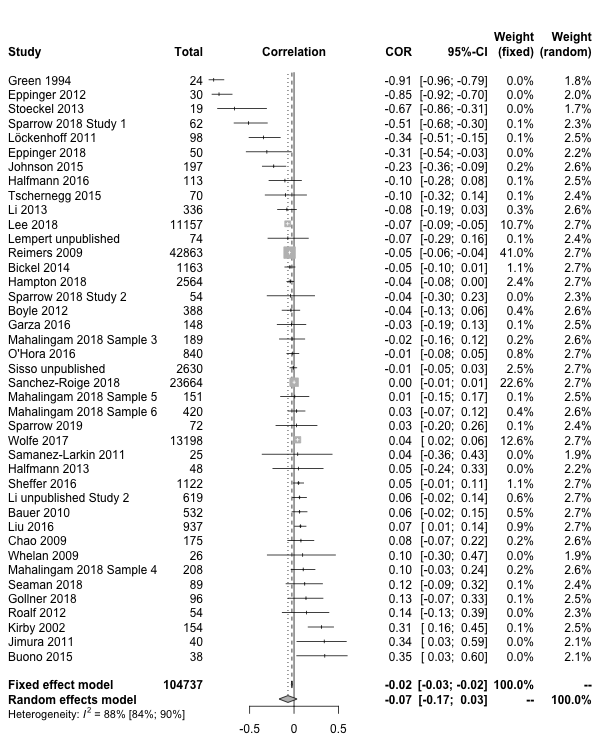 Weight Weight
Study Total Correlation COR 95%-CI (fixed) (random)
Green 1994 24 -0.91 [-0.96; -0.79] 0.0% 1.8%
Eppinger 2012 30 -0.85 [-0.92; -0.70] 0.0% 2.0%
Stoeckel 2013 19 -0.67 [-0.86; -0.31] 0.0% 1.7%
Sparrow 2018 Study 1 62 -0.51 [-0.68; -0.30] 0.1% 2.3%
Löckenhoff 2011 98 -0.34 [-0.51; -0.15] 0.1% 2.5%
Eppinger 2018 50 -0.31 [-0.54; -0.03] 0.0% 2.2%
Johnson 2015 197 -0.23 [-0.36; -0.09] 0.2% 2.6%
Halfmann 2016 113 -0.10 [-0.28; 0.08] 0.1% 2.5%
Tschernegg 2015 70 -0.10 [-0.32; 0.14] 0.1% 2.4%
Li 2013 336 -0.08 [-0.19; 0.03] 0.3% 2.6%
Lee 2018 11157 -0.07 [-0.09; -0.05] 10.7% 2.7%
Lempert unpublished 74 -0.07 [-0.29; 0.16] 0.1% 2.4%
Reimers 2009 42863 -0.05 [-0.06; -0.04] 41.0% 2.7%
Bickel 2014 1163 -0.05 [-0.10; 0.01] 1.1% 2.7%
Hampton 2018 2564 -0.04 [-0.08; 0.00] 2.4% 2.7%
Sparrow 2018 Study 2 54 -0.04 [-0.30; 0.23] 0.0% 2.3%
Boyle 2012 388 -0.04 [-0.13; 0.06] 0.4% 2.6%
Garza 2016 148 -0.03 [-0.19; 0.13] 0.1% 2.5%
Mahalingam 2018 Sample 3 189 -0.02 [-0.16; 0.12] 0.2% 2.6%
O'Hora 2016 840 -0.01 [-0.08; 0.05] 0.8% 2.7%
Sisso unpublished 2630 -0.01 [-0.05; 0.03] 2.5% 2.7%
Sanchez-Roige 2018 23664 0.00 [-0.01; 0.01] 22.6% 2.7%
Mahalingam 2018 Sample 5 151 0.01 [-0.15; 0.17] 0.1% 2.5%
Mahalingam 2018 Sample 6 420 0.03 [-0.07; 0.12] 0.4% 2.6%
Sparrow 2019 72 0.03 [-0.20; 0.26] 0.1% 2.4%
Wolfe 2017 13198 0.04 [ 0.02; 0.06] 12.6% 2.7%
Samanez-Larkin 2011 25 0.04 [-0.36; 0.43] 0.0% 1.9%
Halfmann 2013 48 0.05 [-0.24; 0.33] 0.0% 2.2%
Sheffer 2016 1122 0.05 [-0.01; 0.11] 1.1% 2.7%
Li unpublished Study 2 619 0.06 [-0.02; 0.14] 0.6% 2.7%
Bauer 2010 532 0.06 [-0.02; 0.15] 0.5% 2.7%
Liu 2016 937 0.07 [ 0.01; 0.14] 0.9% 2.7%
Chao 2009 175 0.08 [-0.07; 0.22] 0.2% 2.6%
Whelan 2009 26 0.10 [-0.30; 0.47] 0.0% 1.9%
Mahalingam 2018 Sample 4 208 0.10 [-0.03; 0.24] 0.2% 2.6%
Seaman 2018 89 0.12 [-0.09; 0.32] 0.1% 2.4%
Gollner 2018 96 0.13 [-0.07; 0.33] 0.1% 2.5%
Roalf 2012 54 0.14 [-0.13; 0.39] 0.0% 2.3%
Kirby 2002 154 0.31 [ 0.16; 0.45] 0.1% 2.5%
Jimura 2011 40 0.34 [ 0.03; 0.59] 0.0% 2.1%
Buono 2015 38 0.35 [ 0.03; 0.60] 0.0% 2.1%
Fixed effect model 104737 -0.02 [-0.03; -0.02] 100.0% --
Random effects model -0.07 [-0.17; 0.03] -- 100.0%
Heterogeneity: I² = 88% [84%; 90%]
-0.5 0 0.5